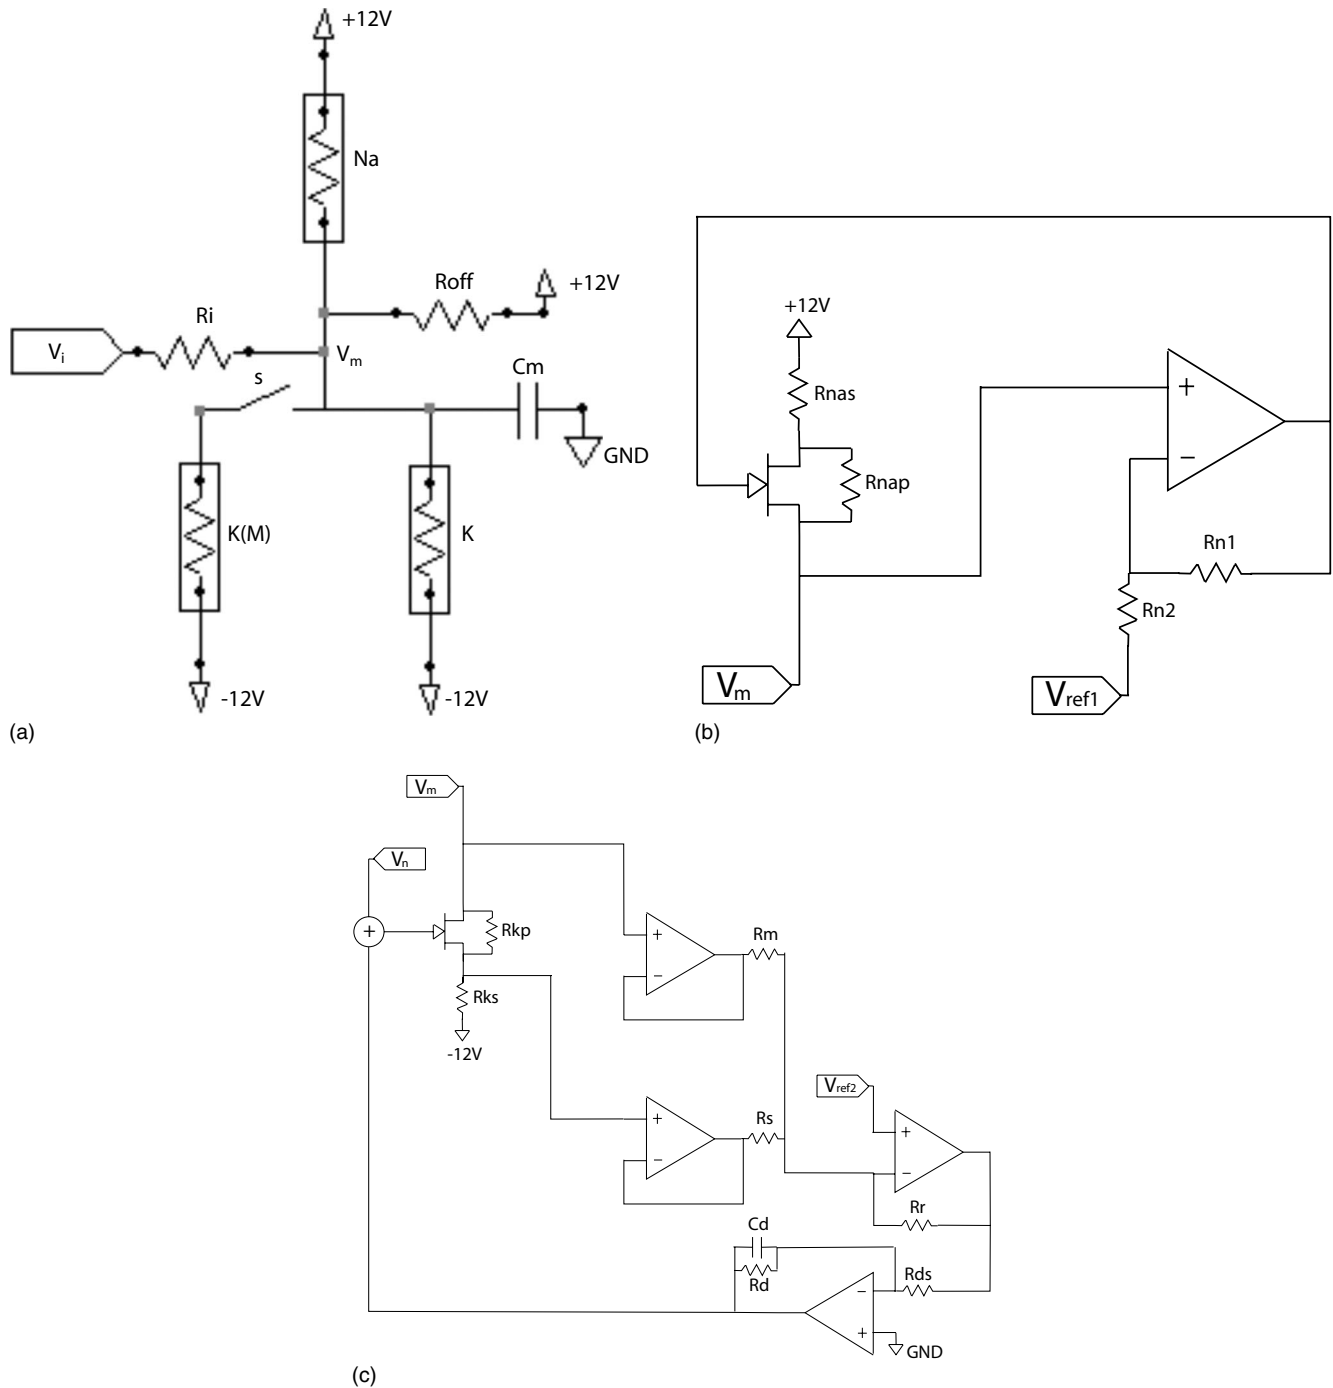 +12V
Na
Roff
+12V
Ri
Vi
Vm
s
Cm
GND
K(M)
K
-12V
-12V
(a)
+12V
Rnas
Rnap
+
−
Rn1
Rn2
Vm
Vref1
(b)
Vm
Vn
+
Rkp
Rks
-12V
+
−
Rm
+
−
Rs
Vref2
+
−
Rr
Cd
Rd
Rds
−
+
GND
(c)